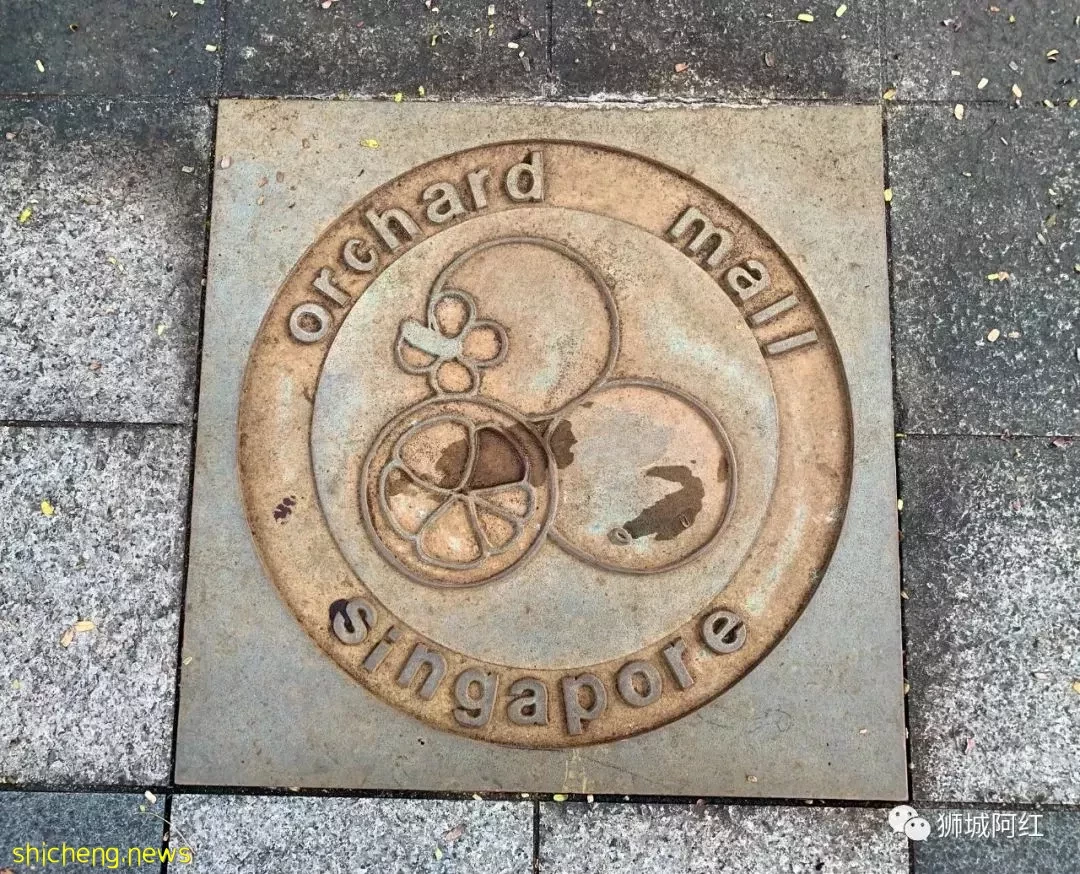 orchard mall
singapore
狮城阿红
shicheng.news